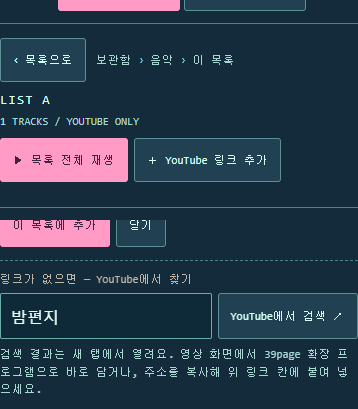 ‹ 목록으로 보관함 › 음악 › 이 목록
LIST A
1 TRACKS / YOUTUBE ONLY
▶ 목록 전체 재생 + YouTube 링크 추가
이 목록에 추가 닫기
링크가 없으면 — YouTube에서 찾기
밤편지 YouTube에서 검색 ↗
검색 결과는 새 탭에서 열려요. 영상 화면에서 39page 확장 프
로그램으로 바로 담거나, 주소를 복사해 위 링크 칸에 붙여 넣
으세요.